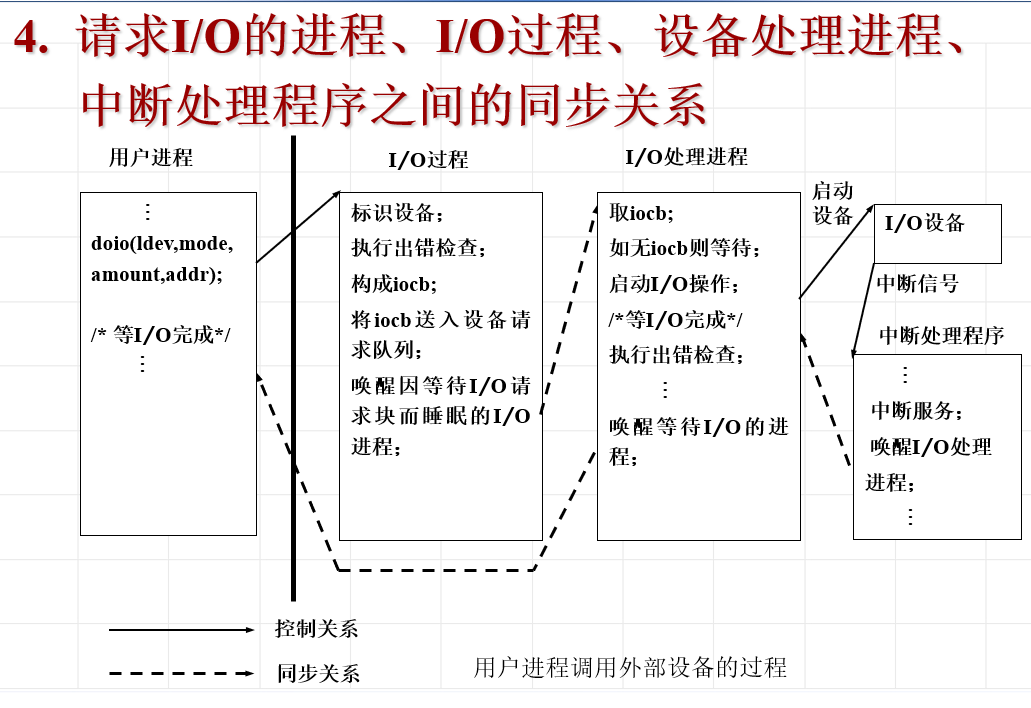 4. 请求I/O的进程、I/O过程、设备处理进程、
中断处理程序之间的同步关系
用户进程
⋮
doio(ldev,mode,
amount,addr);
/* 等I/O完成*/
⋮
I/O过程
标识设备;
执行出错检查;
构成iocb;
将iocb送入设备请
求队列;
唤醒因等待I/O请
求块而睡眠的I/O
进程;
I/O处理进程
取iocb;
如无iocb则等待;
启动I/O操作;
/*等I/O完成*/
执行出错检查;
⋮
唤醒等待I/O的进
程;
启动
设备
I/O设备
中断信号
中断处理程序
⋮
中断服务;
唤醒I/O处理
进程;
⋮
控制关系
同步关系
用户进程调用外部设备的过程